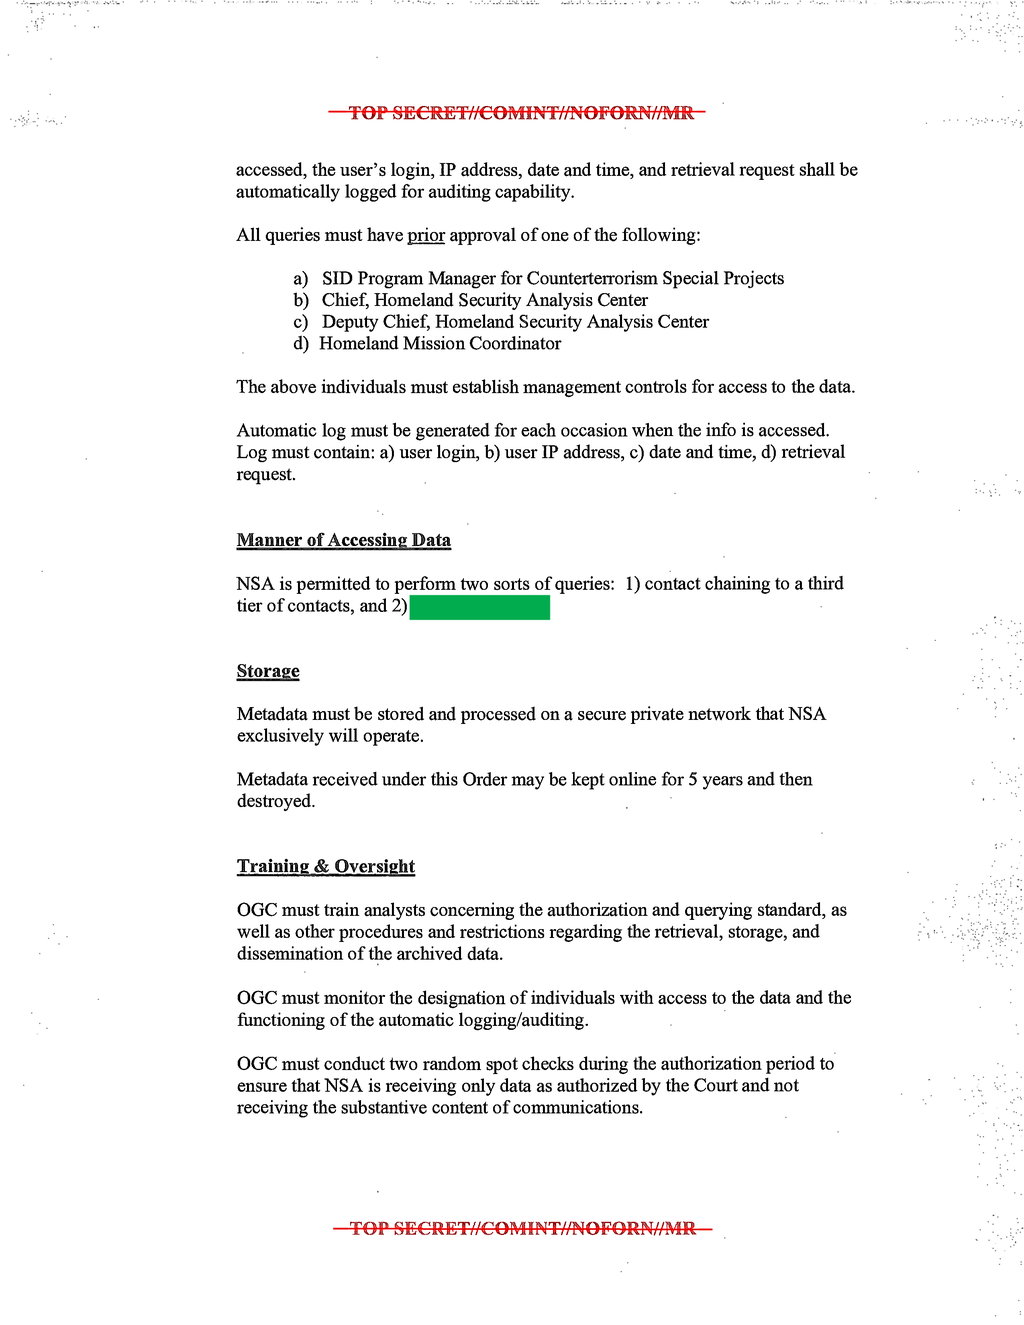 TOP SECRET//COMINT//NOFORN//MR
accessed, the user's login, IP address, date and time, and retrieval request shall be
automatically logged for auditing capability.
All queries must have prior approval of one of the following:
a) SID Program Manager for Counterterrorism Special Projects
b) Chief, Homeland Security Analysis Center
c) Deputy Chief, Homeland Security Analysis Center
d) Homeland Mission Coordinator
The above individuals must establish management controls for access to the data.
Automatic log must be generated for each occasion when the info is accessed.
Log must contain: a) user login, b) user IP address, c) date and time, d) retrieval
request.
Manner of Accessing Data
NSA is permitted to perform two sorts of queries: 1) contact chaining to a third
tier of contacts, and 2)
Storage
Metadata must be stored and processed on a secure private network that NSA
exclusively will operate.
Metadata received under this Order may be kept online for 5 years and then
destroyed.
Training & Oversight
OGC must train analysts concerning the authorization and querying standard, as
well as other procedures and restrictions regarding the retrieval, storage, and
dissemination of the archived data.
OGC must monitor the designation of individuals with access to the data and the
functioning of the automatic logging/auditing.
OGC must conduct two random spot checks during the authorization period to
ensure that NSA is receiving only data as authorized by the Court and not
receiving the substantive content of communications.
TOP SECRET//COMINT//NOFORN//MR